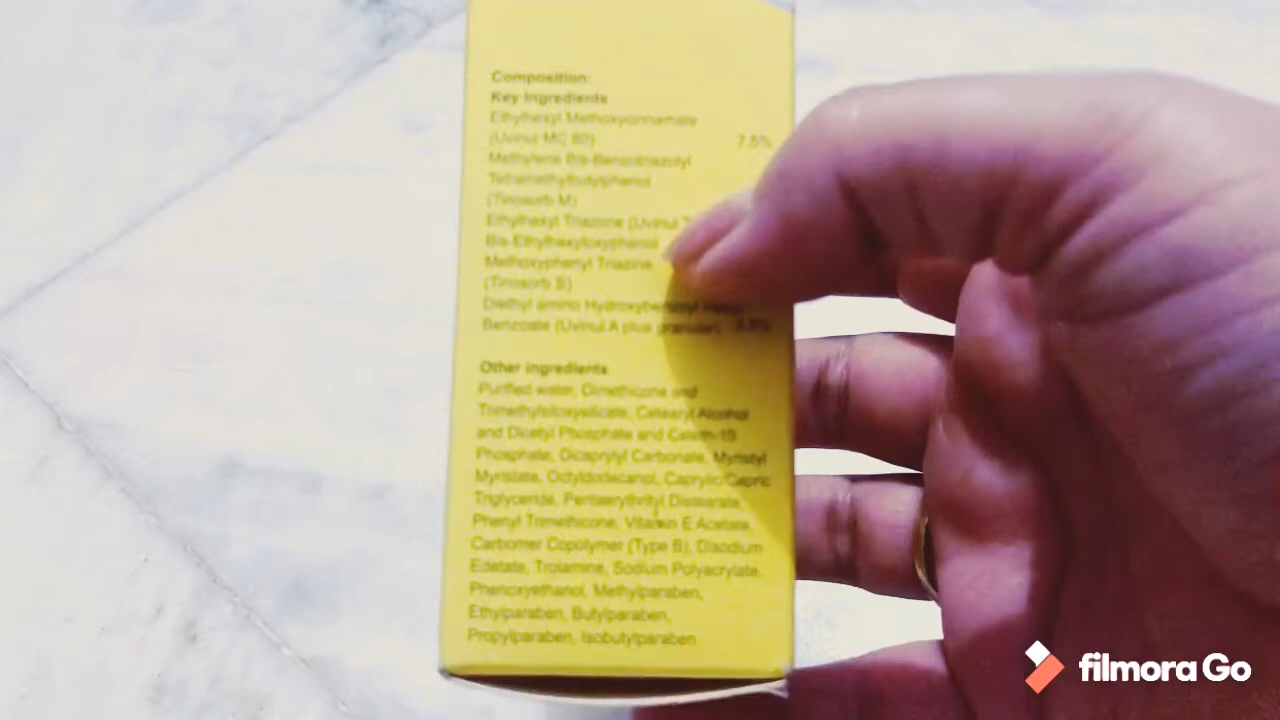 Composition:
Key Ingredients
Ethylhexyl Methoxycinnamate
(Uvinul MC 80) 7.5%
Methylene Bis-Benzotriazolyl
Tetramethylbutylphenol
(Tinosorb M)
Ethylhexyl Triazone (Uvinul
Bis-Ethylhexyloxyphenol
Methoxyphenyl Triazine
(Tinosorb S)
Diethyl amino Hydroxybenzoyl
Benzoate (Uvinul A plus granular)
Other ingredients
Purified water, Dimethicone and
Trimethylsiloxysilicate, Cetearyl Alcohol
and Dicetyl Phosphate and Ceteth-10
Phosphate, Dicaprylyl Carbonate, Myristyl
Myristate, Octyldodecanol, Caprylic/Capric
Triglyceride, Pentaerythrityl Distearate,
Phenyl Trimethicone, Vitamin E Acetate,
Carbomer Copolymer (Type B), Disodium
Edetate, Trolamine, Sodium Polyacrylate,
Phenoxyethanol, Methylparaben,
Ethylparaben, Butylparaben,
Propylparaben, Isobutylparaben
filmora Go